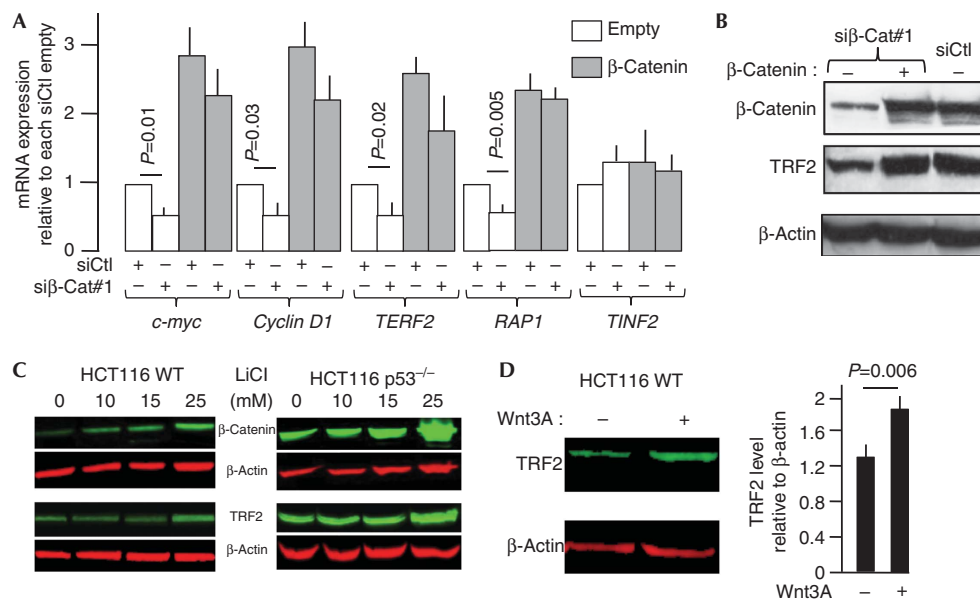 A
mRNA expression
relative to each siCtl empty
3
2
1
0
P=0.01
P=0.03
P=0.02
P=0.005
Empty
β-Catenin
siCtl + – + – + – + – + – + – + – + – + – + –
siβ-Cat#1 – + – + – + – + – + – + – + – + – + – +
c-myc Cyclin D1 TERF2 RAP1 TINF2
B
siβ-Cat#1 siCtl
β-Catenin : – +
β-Catenin
TRF2
β-Actin
C
HCT116 WT LiCl HCT116 p53–/–
0 10 15 25 (mM) 0 10 15 25
β-Catenin
β-Actin
TRF2
β-Actin
D
HCT116 WT
Wnt3A : – +
TRF2
β-Actin
P=0.006
TRF2 level
relative to β-actin
2
1.6
1.2
0.8
0.4
0
Wnt3A – +